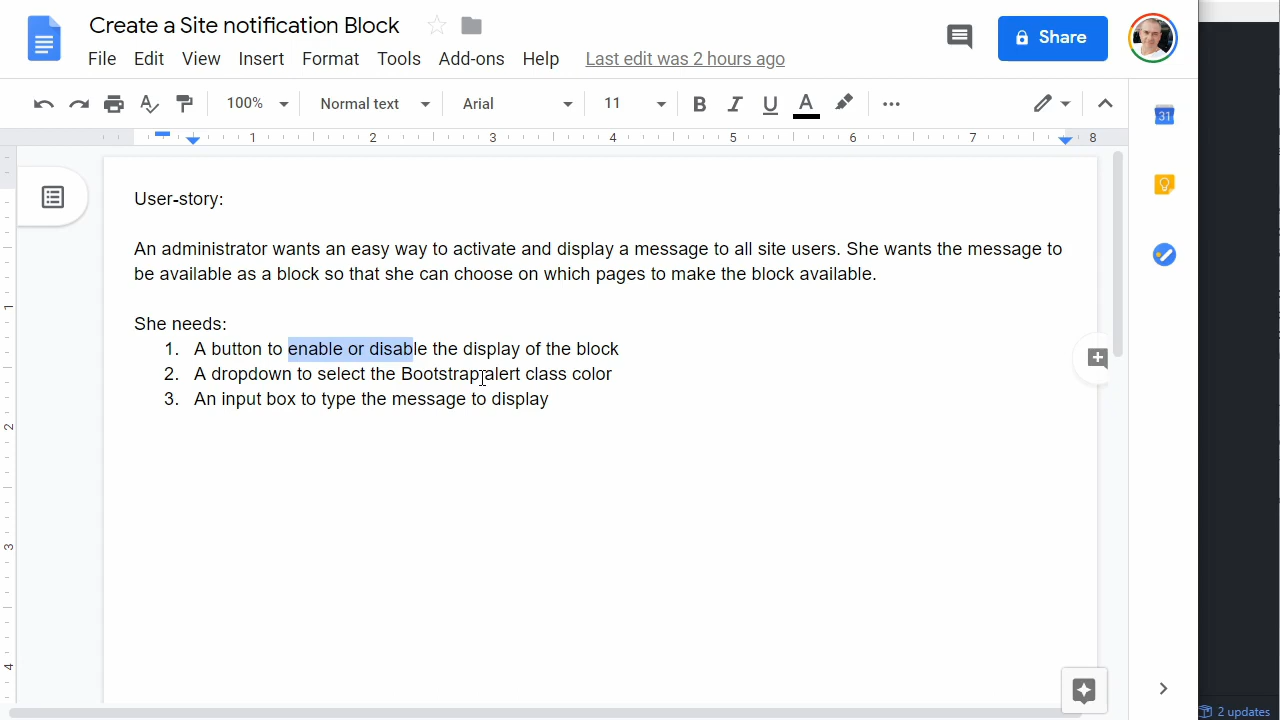 Create a Site notification Block
File Edit View Insert Format Tools Add-ons Help Last edit was 2 hours ago
Share
100% Normal text Arial 11 B I U A
1 2 3 4 5 6 7 8
31
User-story:
An administrator wants an easy way to activate and display a message to all site users. She wants the message to
be available as a block so that she can choose on which pages to make the block available.
She needs:
1. A button to enable or disable the display of the block
2. A dropdown to select the Bootstrap alert class color
3. An input box to type the message to display
1
2
3
4
2 updates